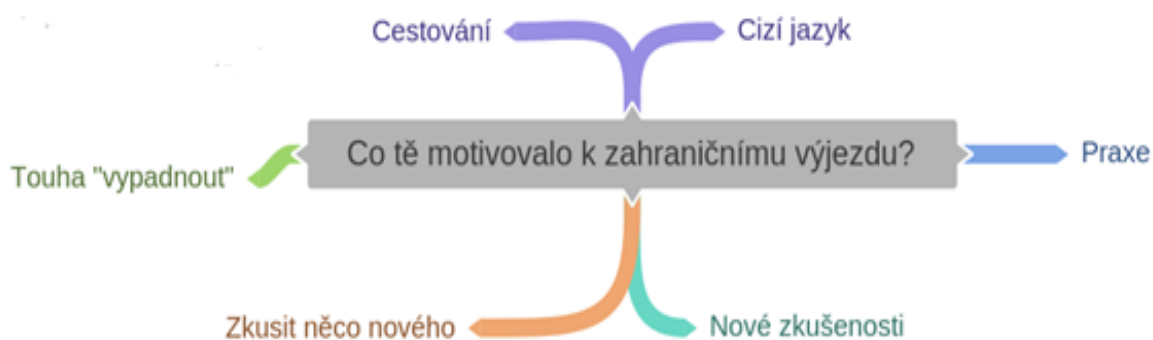 Cestování
Cizí jazyk
Co tě motivovalo k zahraničnímu výjezdu?
Praxe
Touha "vypadnout"
Zkusit něco nového
Nové zkušenosti